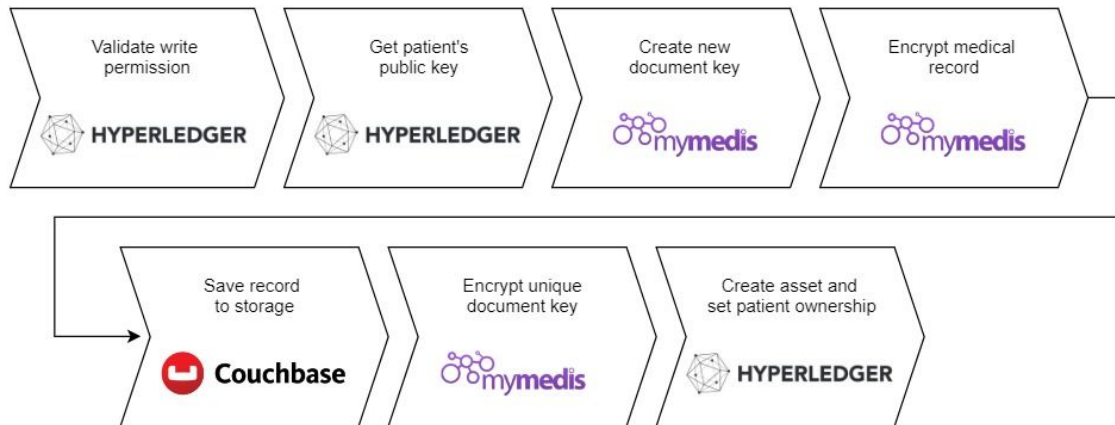 Validate write
permission
HYPERLEDGER
Get patient's
public key
HYPERLEDGER
Create new
document key
mymedis
Encrypt medical
record
mymedis
Save record
to storage
Couchbase
Encrypt unique
document key
mymedis
Create asset and
set patient ownership
HYPERLEDGER